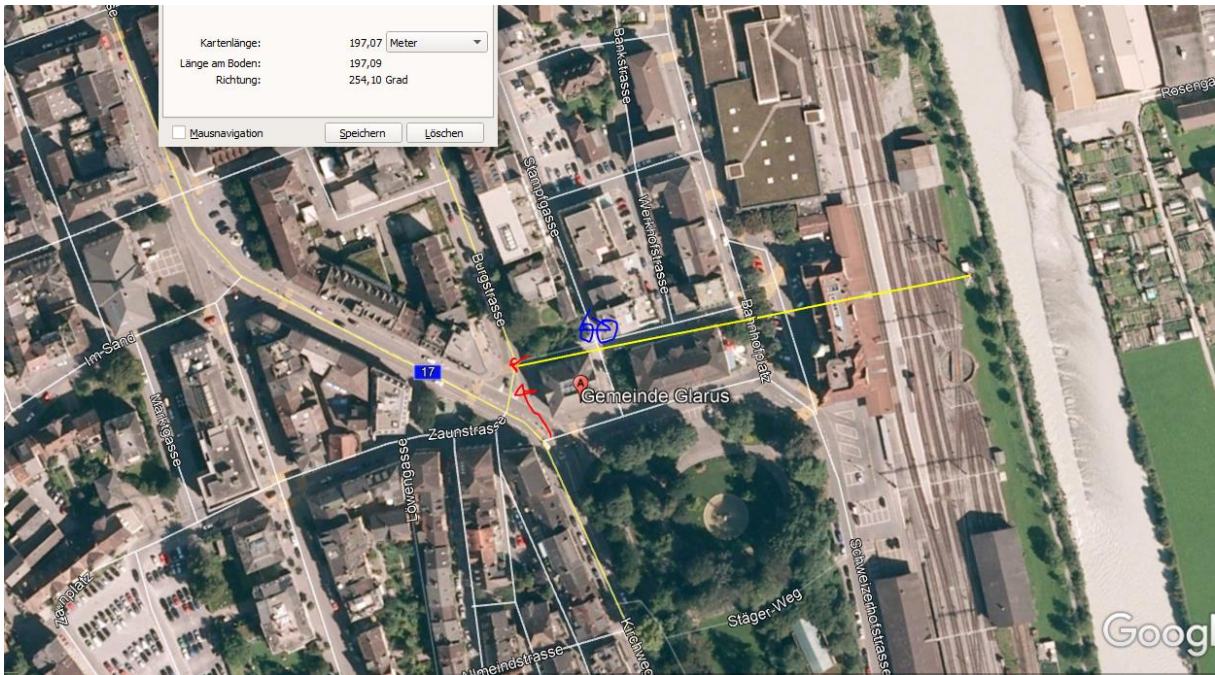 Kartenlänge: 197,07 Meter
Länge am Boden: 197,09
Richtung: 254,10 Grad
Mausnavigation Speichern Löschen
Bankstrasse
Rosenga
Stampfgasse
Werkhofstrasse
Burgstrasse
Bahnhofplatz
Im-Sand
17
A
Gemeinde Glarus
Marktgasse
Zaunstrasse
Löwengasse
Zaunplatz
Schweizerhofstrasse
Stäger-Weg
Kirchweg
Allmeindstrasse
Googl